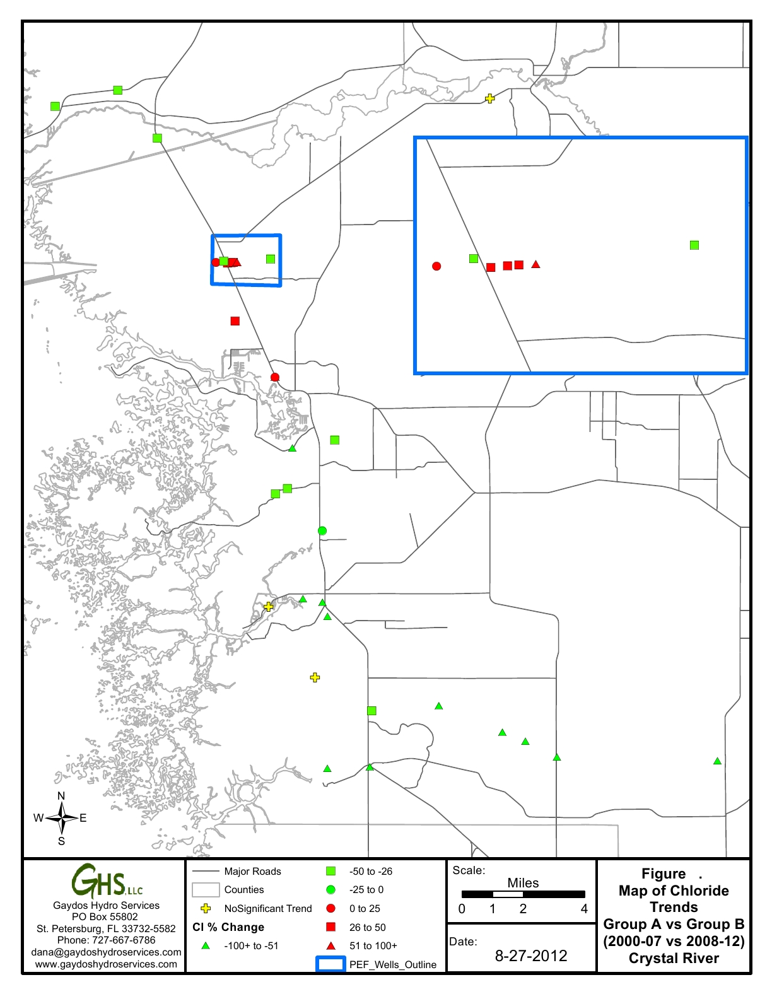 N
W E
S
GHS, LLC
Gaydos Hydro Services
PO Box 55802
St. Petersburg, FL 33732-5582
Phone: 727-667-6786
dana@gaydoshydroservices.com
www.gaydoshydroservices.com
Major Roads
Counties
NoSignificant Trend
Cl % Change
-100+ to -51
-50 to -26
-25 to 0
0 to 25
26 to 50
51 to 100+
PEF_Wells_Outline
Scale:
Miles
0 1 2 4
Date:
8-27-2012
Figure .
Map of Chloride
Trends
Group A vs Group B
(2000-07 vs 2008-12)
Crystal River